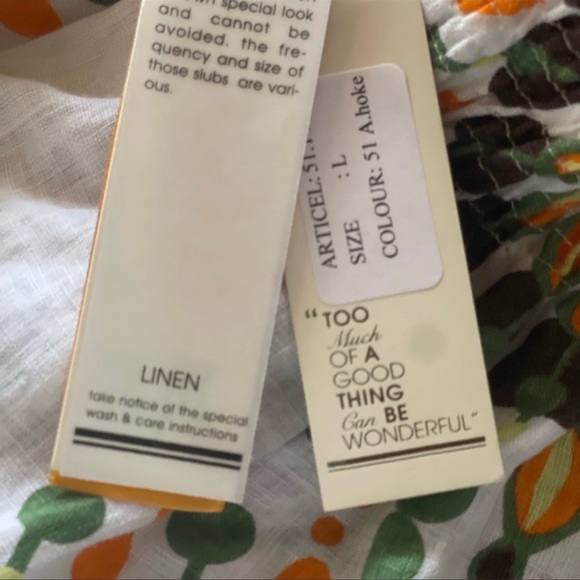 own special look
and cannot be
avoided. the fre-
quency and size of
those slubs are vari-
ous.
LINEN
take notice of the special
wash & care instructions
ARTICEL: 51.
SIZE : L
COLOUR: 51 A.hoke
“TOO
Much
OF A
GOOD
THING
Can BE
WONDERFUL”